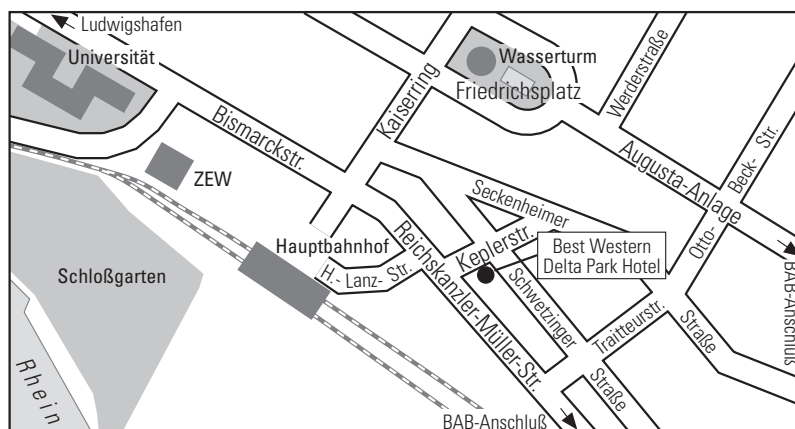 Ludwigshafen
Universität
Wasserturm
Friedrichsplatz
Werderstraße
Kaiserring
Bismarckstr.
ZEW
Augusta-Anlage
Otto-Beck-Str.
Seckenheimer
Straße
Hauptbahnhof
Reichskanzler-Müller-Str.
Keplerstr.
Best Western
Delta Park Hotel
H.-Lanz-Str.
Schwetzinger
Straße
Traitteurstr.
Schloßgarten
BAB-Anschluß
Rhein
BAB-Anschluß